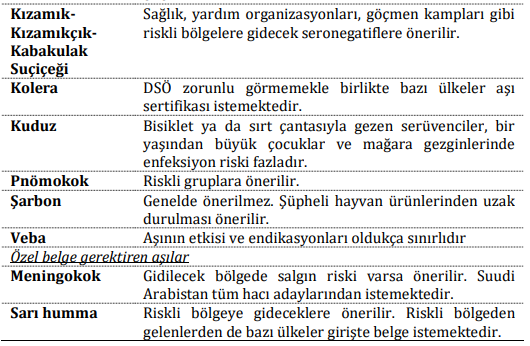 Kızamık- Sağlık, yardım organizasyonları, göçmen kampları gibi
Kızamıkçık- riskli bölgelere gidecek seronegatiflere önerilir.
Kabakulak
Suçiçeği
Kolera DSÖ zorunlu görmemekle birlikte bazı ülkeler aşı
sertifikası istemektedir.
Kuduz Bisiklet ya da sırt çantasıyla gezen serüvenciler, bir
yaşından büyük çocuklar ve mağara gezginlerinde
enfeksiyon riski fazladır.
Pnömokok Riskli gruplara önerilir.
Şarbon Genelde önerilmez. Şüpheli hayvan ürünlerinden uzak
durulması önerilir.
Veba Aşının etkisi ve endikasyonları oldukça sınırlıdır
Özel belge gerektiren aşılar
Meningokok Gidilecek bölgede salgın riski varsa önerilir. Suudi
Arabistan tüm hacı adaylarından istemektedir.
Sarı humma Riskli bölgeye gideceklere önerilir. Riskli bölgeden
gelenlerden de bazı ülkeler girişte belge istemektedir.